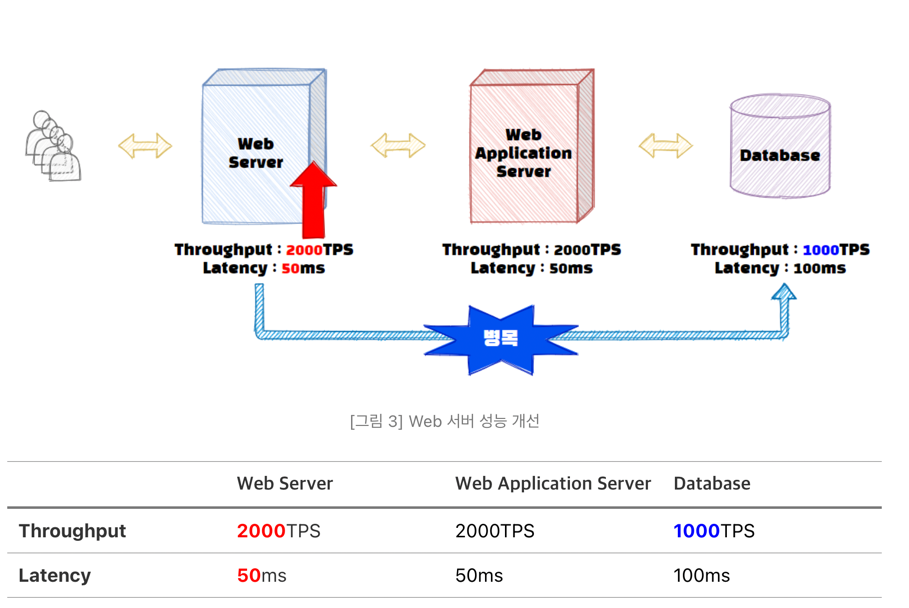 Web
Server
Web
Application
Server
Database
Throughput : 2000TPS
Latency : 50ms
Throughput : 2000TPS
Latency : 50ms
Throughput : 1000TPS
Latency : 100ms
병목
[그림 3] Web 서버 성능 개선
Web Server Web Application Server Database
Throughput 2000TPS 2000TPS 1000TPS
Latency 50ms 50ms 100ms